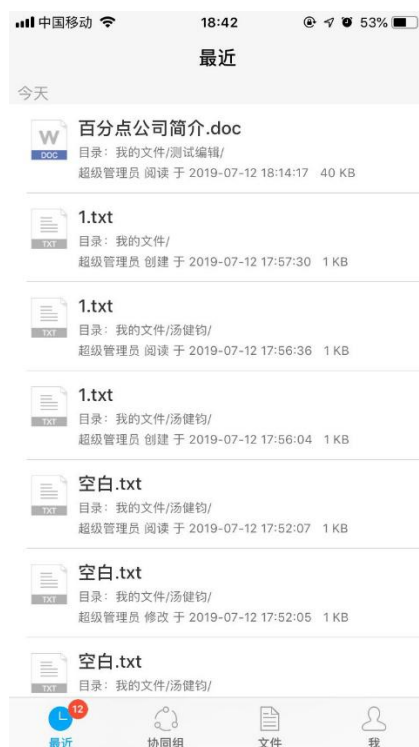 中国移动 18:42 53%
最近
今天
W
DOC
百分点公司简介.doc
目录：我的文件/测试编辑/
超级管理员 阅读 于 2019-07-12 18:14:17 40 KB
TXT
1.txt
目录：我的文件/
超级管理员 创建 于 2019-07-12 17:57:30 1 KB
TXT
1.txt
目录：我的文件/汤健钧/
超级管理员 阅读 于 2019-07-12 17:56:36 1 KB
TXT
1.txt
目录：我的文件/汤健钧/
超级管理员 创建 于 2019-07-12 17:56:04 1 KB
TXT
空白.txt
目录：我的文件/汤健钧/
超级管理员 阅读 于 2019-07-12 17:52:07 1 KB
TXT
空白.txt
目录：我的文件/汤健钧/
超级管理员 修改 于 2019-07-12 17:52:05 1 KB
TXT
空白.txt
目录：我的文件/汤健钧/
12
最近 协同组 文件 我